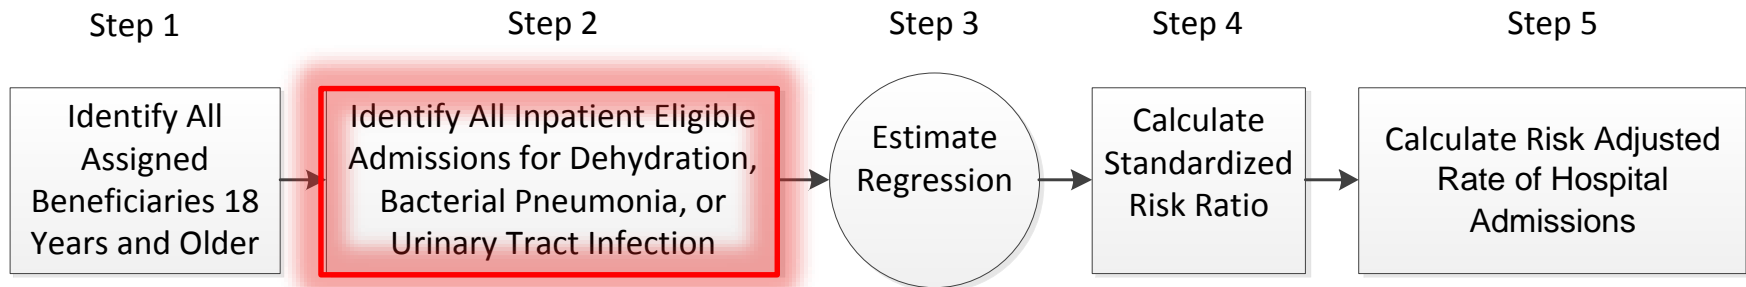 Step 1
Step 2
Step 3
Step 4
Step 5
Identify All
Assigned
Beneficiaries 18
Years and Older
Identify All Inpatient Eligible
Admissions for Dehydration,
Bacterial Pneumonia, or
Urinary Tract Infection
Estimate
Regression
Calculate
Standardized
Risk Ratio
Calculate Risk Adjusted
Rate of Hospital
Admissions